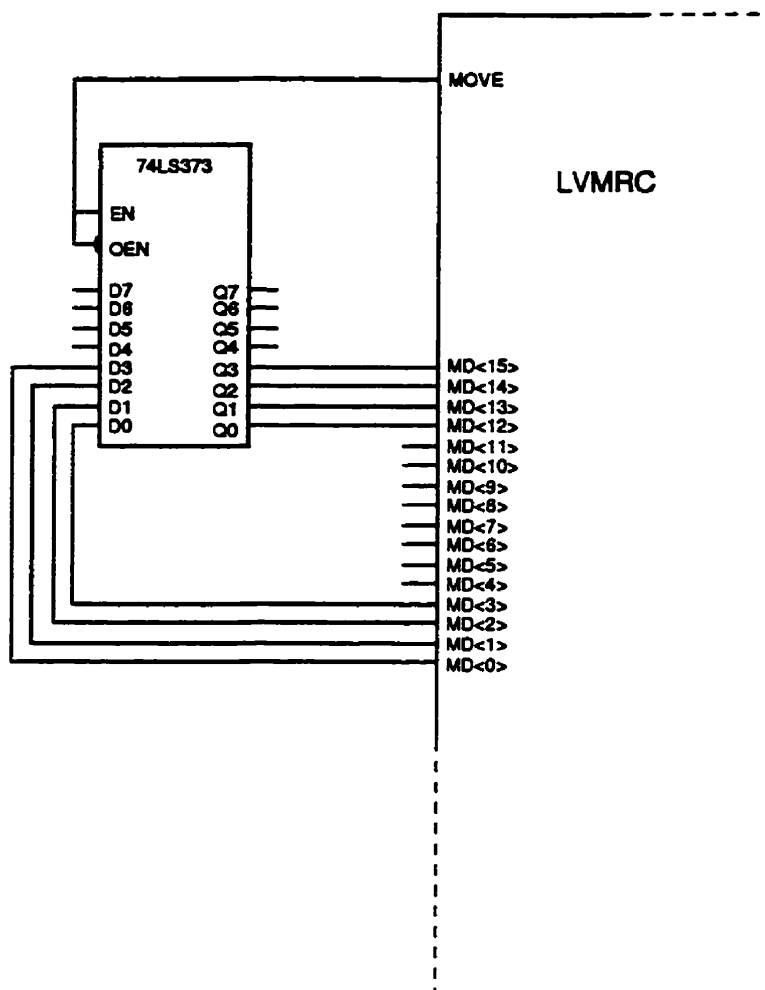 MOVE
74LS373
LVMRC
EN
OEN
D7 Q7
D6 Q6
D5 Q5
D4 Q4
D3 Q3 MD<15>
D2 Q2 MD<14>
D1 Q1 MD<13>
D0 Q0 MD<12>
MD<11>
MD<10>
MD<9>
MD<8>
MD<7>
MD<6>
MD<5>
MD<4>
MD<3>
MD<2>
MD<1>
MD<0>